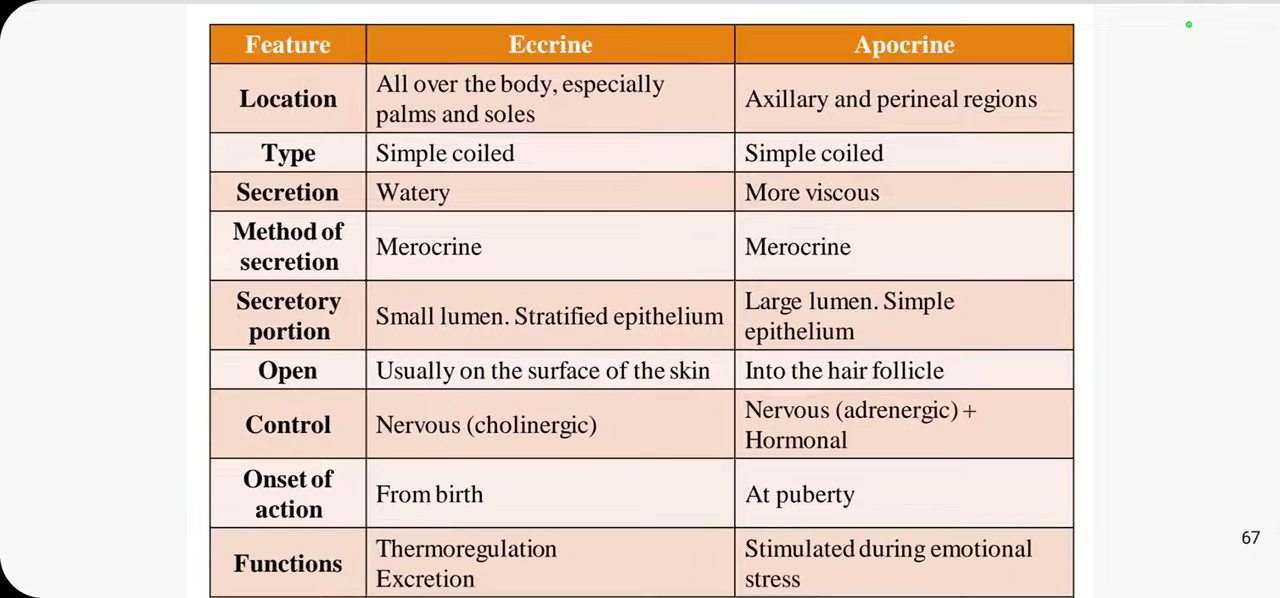 Feature Eccrine Apocrine
Location All over the body, especially palms and soles Axillary and perineal regions
Type Simple coiled Simple coiled
Secretion Watery More viscous
Method of secretion Merocrine Merocrine
Secretory portion Small lumen. Stratified epithelium Large lumen. Simple epithelium
Open Usually on the surface of the skin Into the hair follicle
Control Nervous (cholinergic) Nervous (adrenergic) + Hormonal
Onset of action From birth At puberty
Functions Thermoregulation Excretion Stimulated during emotional stress
67